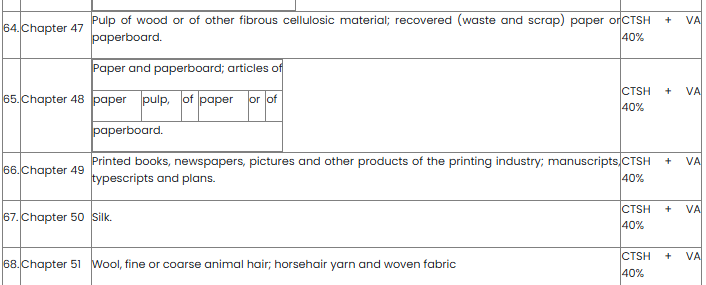 64. Chapter 47 Pulp of wood or of other fibrous cellulosic material; recovered (waste and scrap) paper or CTSH + VA
paperboard. 40%
Paper and paperboard; articles of
65. Chapter 48 paper pulp, of paper or of CTSH + VA
40%
paperboard.
66. Chapter 49 Printed books, newspapers, pictures and other products of the printing industry; manuscripts, CTSH + VA
typescripts and plans. 40%
67. Chapter 50 Silk. CTSH + VA
40%
68. Chapter 51 Wool, fine or coarse animal hair; horsehair yarn and woven fabric CTSH + VA
40%